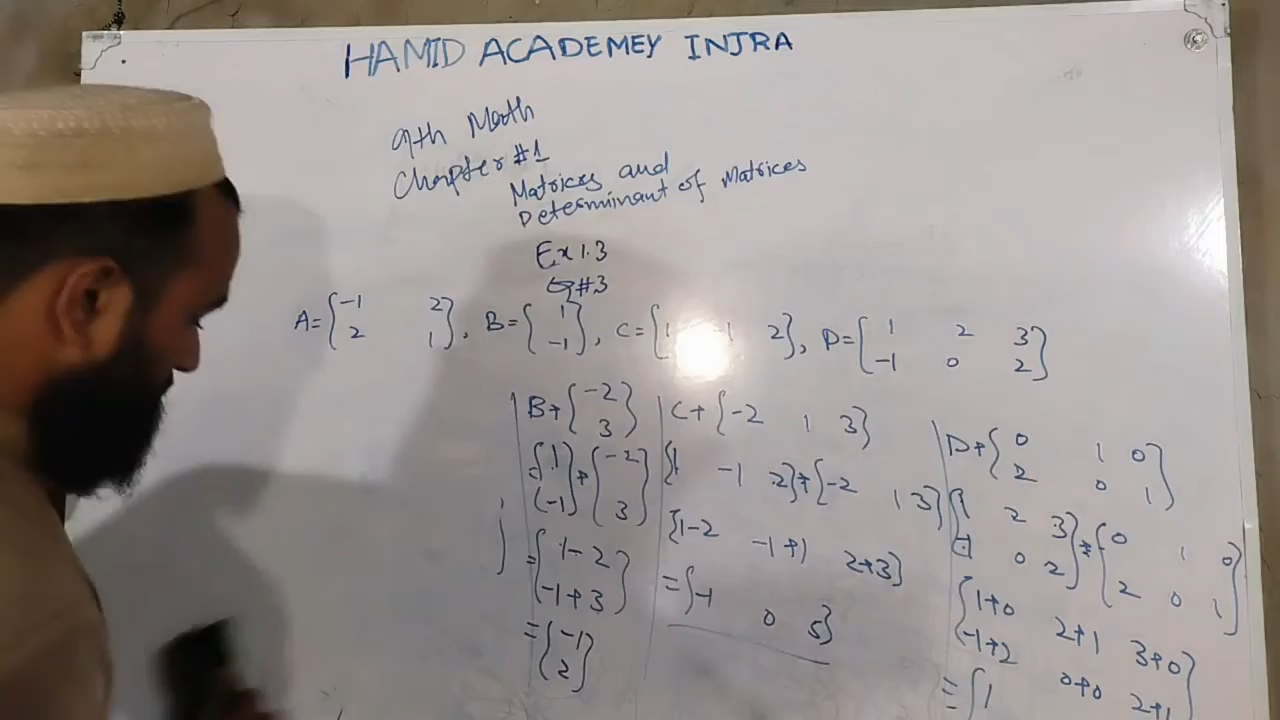 HAMID ACADEMEY INJRA
9th Math
Chapter #1
Matrices and
Determinant of Matrices
Ex 1.3
Q#3
A=[-1 2], B=[1], C=[1 -1 2], D=[1 2 3]
[2 1] [-1] [-1 0 2]
B+[-2]
[3]
=[1]+[-2]
[-1] [3]
=[1-2]
[-1+3]
=[-1]
[2]
C+[-2 1 3]
[1 -1 2]+[-2 1 3]
[1-2 -1+1 2+3]
=[-1 0 5]
D+[0 1 0]
[2 0 1]
[1 2 3]+[0 1 0]
[-1 0 2] [2 0 1]
[1+0 2+1 3+0]
[-1+2 0+0 2+1]
=[1